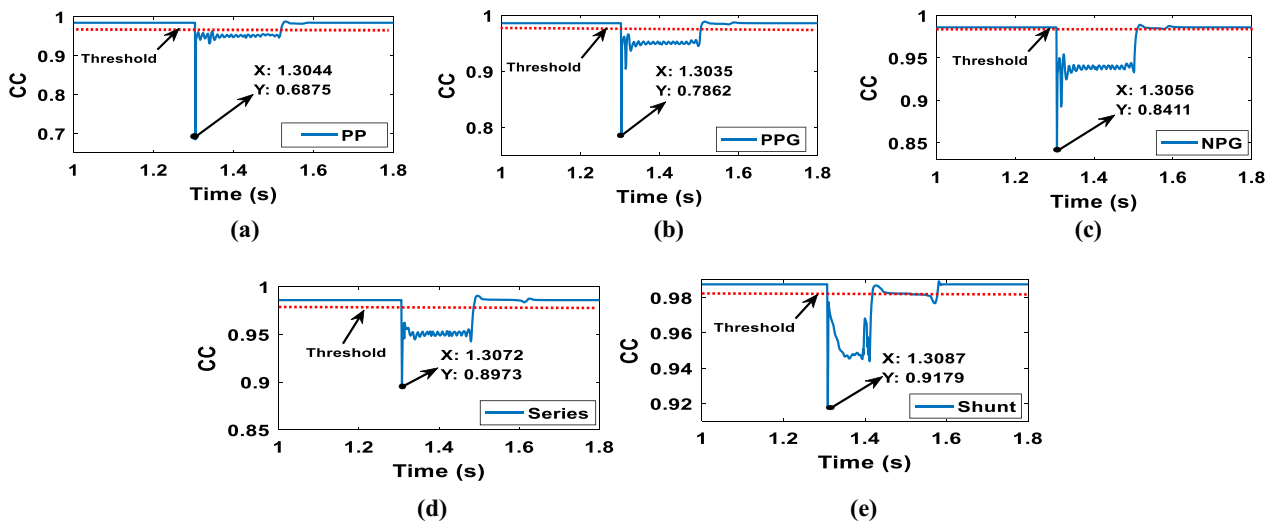 1
0.9
0.8
0.7
CC
Threshold
X: 1.3044
Y: 0.6875
PP
1 1.2 1.4 1.6 1.8
Time (s)
(a)
1
0.9
0.8
CC
Threshold
X: 1.3035
Y: 0.7862
PPG
1 1.2 1.4 1.6 1.8
Time (s)
(b)
1
0.95
0.9
0.85
CC
Threshold
X: 1.3056
Y: 0.8411
NPG
1 1.2 1.4 1.6 1.8
Time (s)
(c)
1
0.95
0.9
0.85
CC
Threshold
X: 1.3072
Y: 0.8973
Series
1 1.2 1.4 1.6 1.8
Time (s)
(d)
0.98
0.96
0.94
0.92
CC
Threshold
X: 1.3087
Y: 0.9179
Shunt
1 1.2 1.4 1.6 1.8
Time (s)
(e)